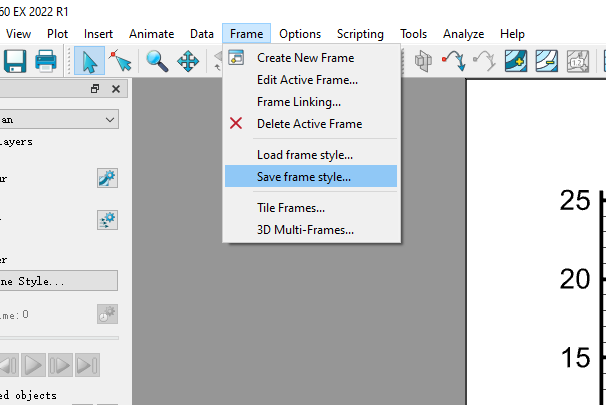 60 EX 2022 R1
View Plot Insert Animate Data Frame Options Scripting Tools Analyze Help
Create New Frame
Edit Active Frame...
an
Frame Linking...
ayers
Delete Active Frame
Load frame style...
ur
Save frame style...
25
Tile Frames...
3D Multi-Frames...
er
ne Style...
20
me: 0
15
ed objects